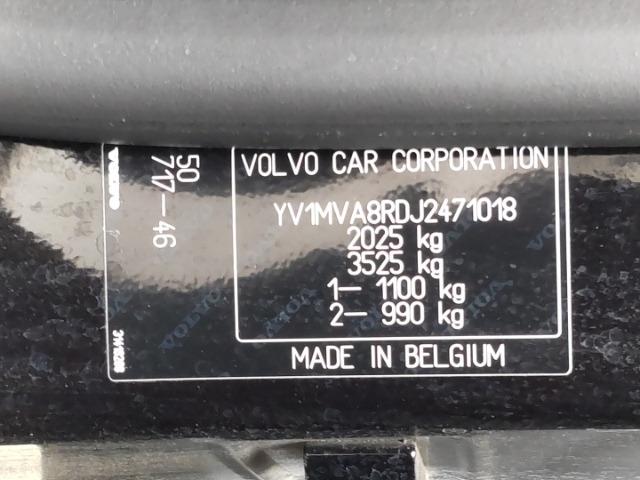 VOLVO CAR CORPORATION
YV1MVA8RDJ2471018
2025 kg
3525 kg
1– 1100 kg
2– 990 kg
MADE IN BELGIUM
50
717–46
VOLVO